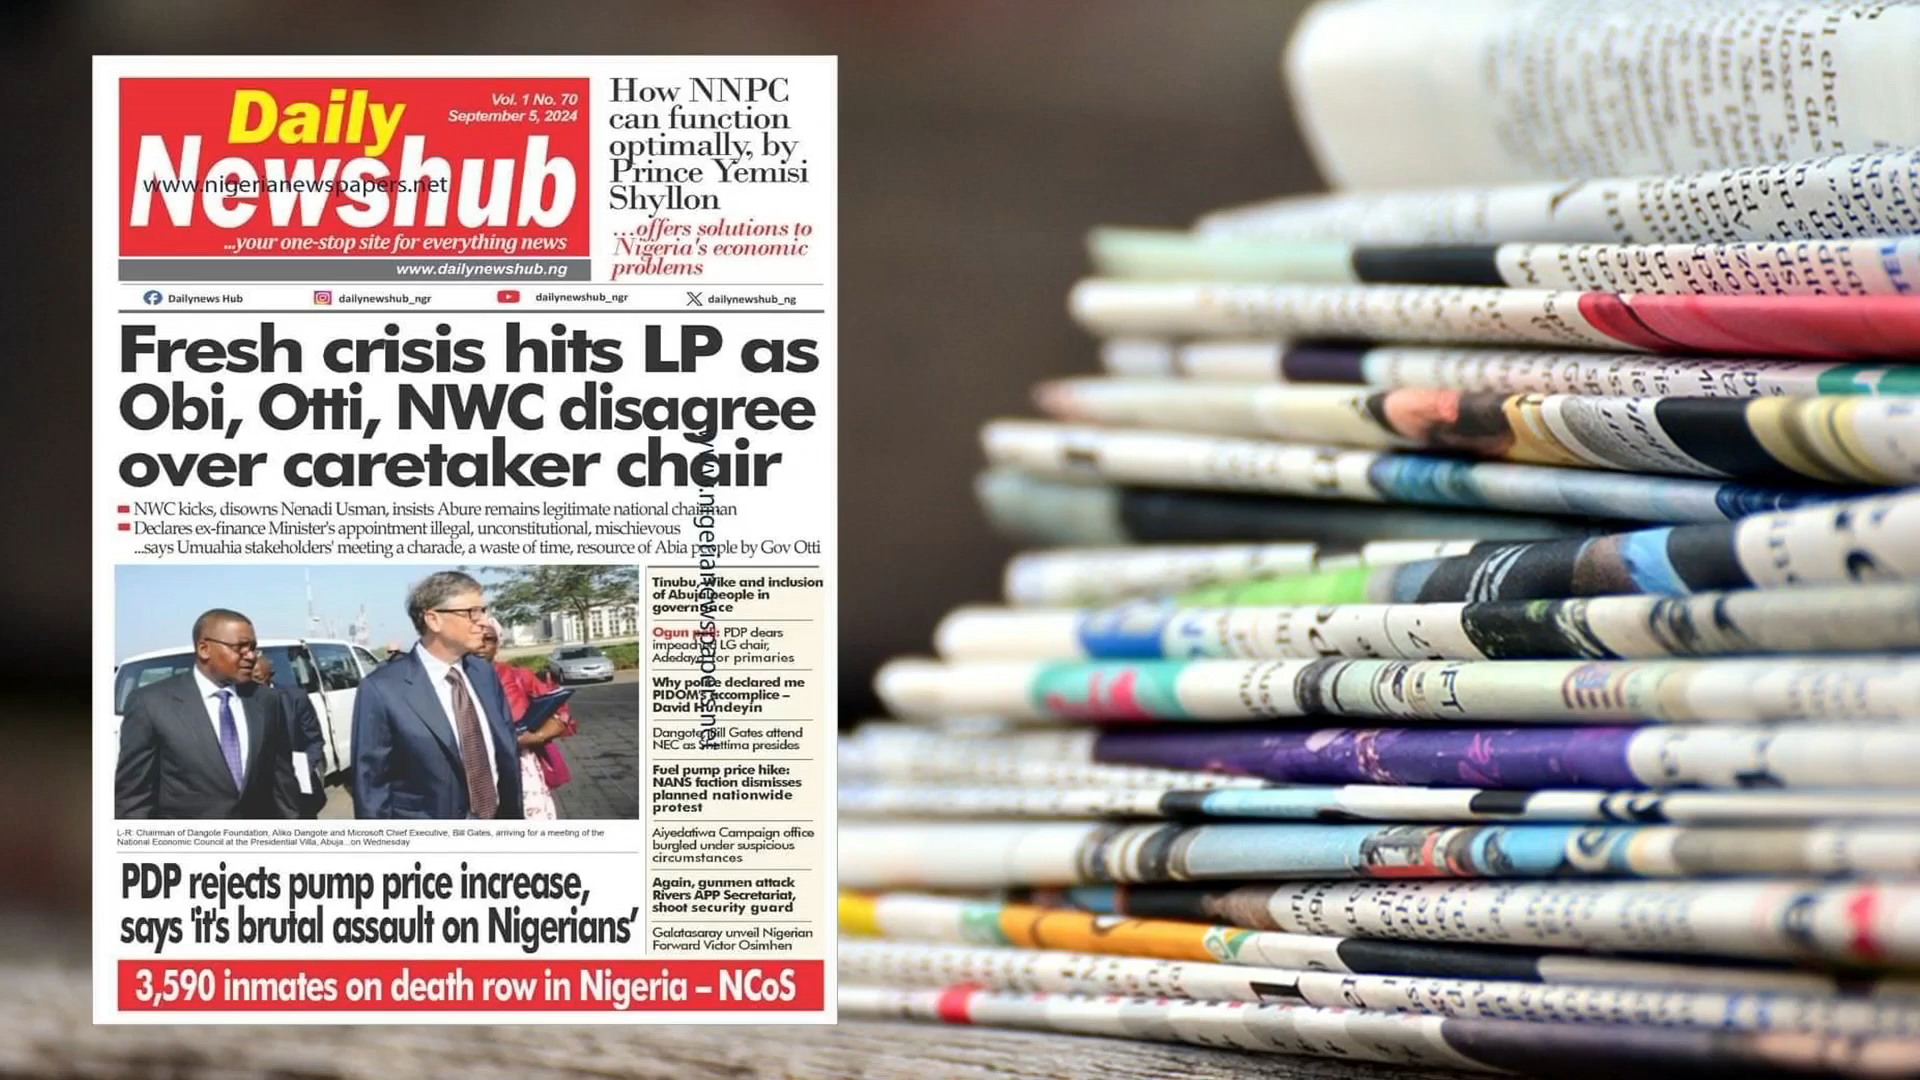 Daily
Newshub
Vol. 1 No. 70
September 5, 2024
www.nigerianewspapers.net
...your one-stop site for everything news
www.dailynewshub.ng
How NNPC
can function
optimally, by
Prince Yemisi
Shyllon
...offers solutions to
Nigeria's economic
problems
Dailynews Hub
dailynewshub_ngr
dailynewshub_ngr
dailynewshub_ng
Fresh crisis hits LP as
Obi, Otti, NWC disagree
over caretaker chair
NWC kicks, disowns Nenadi Usman, insists Abure remains legitimate national chairman
Declares ex-finance Minister's appointment illegal, unconstitutional, mischievous
...says Umuahia stakeholders' meeting a charade, a waste of time, resource of Abia people by Gov Otti
www.nigerianewspapers.net
L-R: Chairman of Dangote Foundation, Aliko Dangote and Microsoft Chief Executive, Bill Gates, arriving for a meeting of the
National Economic Council at the Presidential Villa, Abuja...on Wednesday
PDP rejects pump price increase,
says 'it's brutal assault on Nigerians'
Tinubu, Wike and inclusion
of Abuja people in
governance
Ogun poll: PDP clears
impeached LG chair,
Adedayo for primaries
Why police declared me
PIDOM's accomplice –
David Hundeyin
Dangote, Bill Gates attend
NEC as Shettima presides
Fuel pump price hike:
NANS faction dismisses
planned nationwide
protest
Aiyedatiwa Campaign office
burgled under suspicious
circumstances
Again, gunmen attack
Rivers APP Secretariat,
shoot security guard
Galatasaray unveil Nigerian
Forward Victor Osimhen
3,590 inmates on death row in Nigeria – NCoS